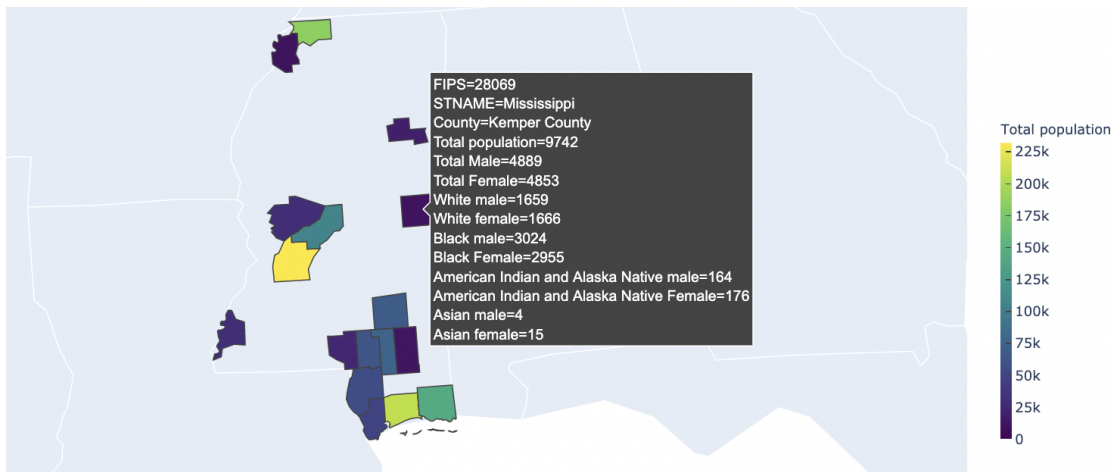 FIPS=28069
STNAME=Mississippi
County=Kemper County
Total population=9742
Total Male=4889
Total Female=4853
White male=1659
White female=1666
Black male=3024
Black Female=2955
American Indian and Alaska Native male=164
American Indian and Alaska Native Female=176
Asian male=4
Asian female=15
Total population
225k
200k
175k
150k
125k
100k
75k
50k
25k
0